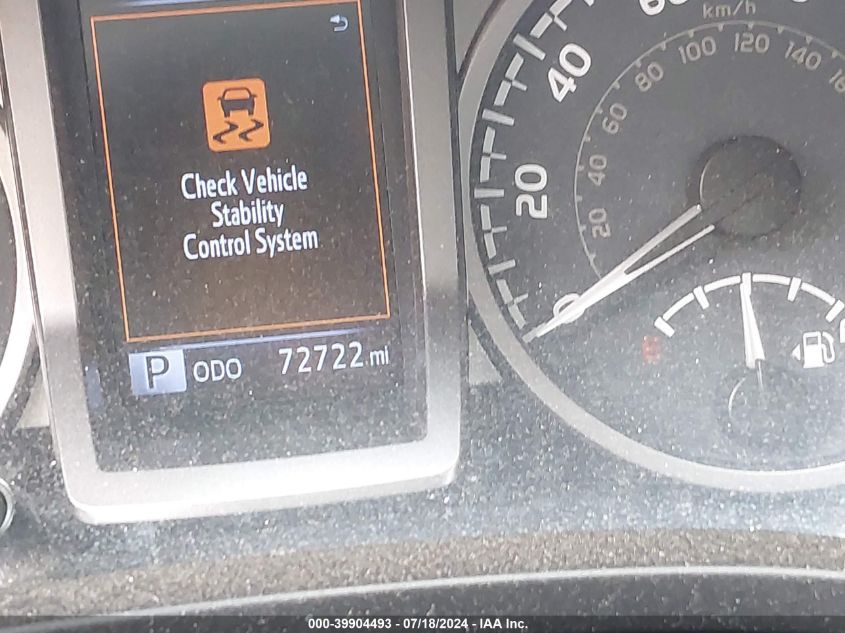 Check Vehicle
Stability
Control System
P ODO 72722 mi
km/h
0 20 40
20 40 60 80 100 120 140
000-39904493 - 07/18/2024 - IAA Inc.